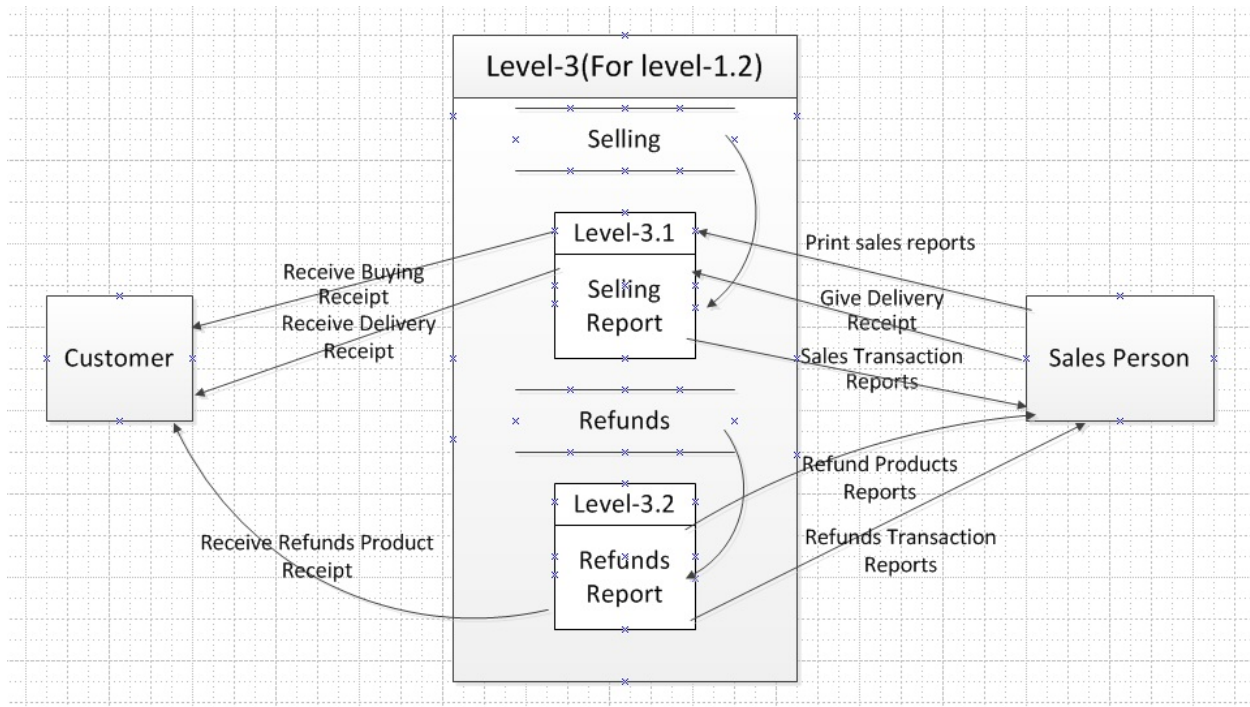 Level-3(For level-1.2)
Selling
Level-3.1
Selling
Report
Refunds
Level-3.2
Refunds
Report
Customer
Receive Buying
Receipt
Receive Delivery
Receipt
Receive Refunds Product
Receipt
Print sales reports
Give Delivery
Receipt
Sales Transaction
Reports
Refund Products
Reports
Refunds Transaction
Reports
Sales Person